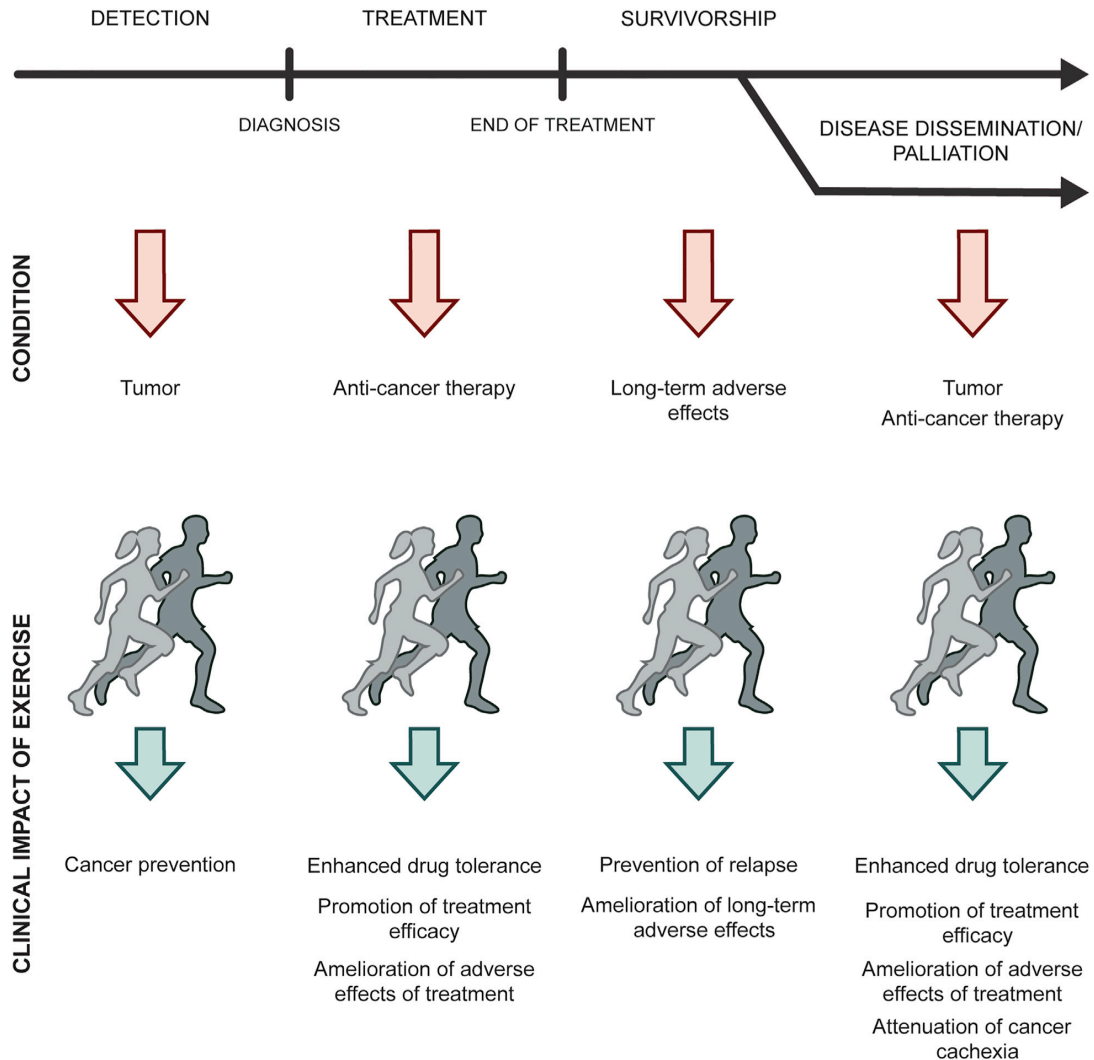 DETECTION
TREATMENT
SURVIVORSHIP
DIAGNOSIS
END OF TREATMENT
DISEASE DISSEMINATION/
PALLIATION
CONDITION
Tumor
Anti-cancer therapy
Long-term adverse
effects
Tumor
Anti-cancer therapy
CLINICAL IMPACT OF EXERCISE
Cancer prevention
Enhanced drug tolerance
Promotion of treatment
efficacy
Amelioration of adverse
effects of treatment
Prevention of relapse
Amelioration of long-term
adverse effects
Enhanced drug tolerance
Promotion of treatment
efficacy
Amelioration of adverse
effects of treatment
Attenuation of cancer
cachexia